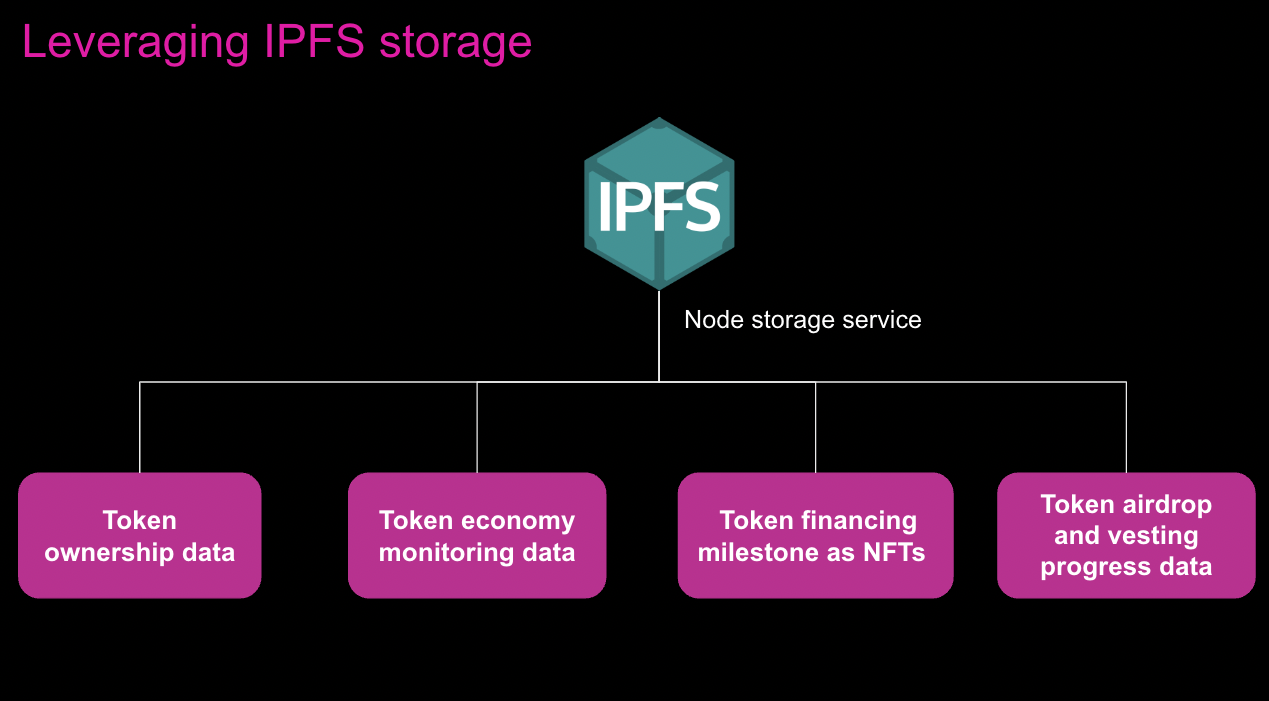 Leveraging IPFS storage
IPFS
Node storage service
Token
ownership data
Token economy
monitoring data
Token financing
milestone as NFTs
Token airdrop
and vesting
progress data